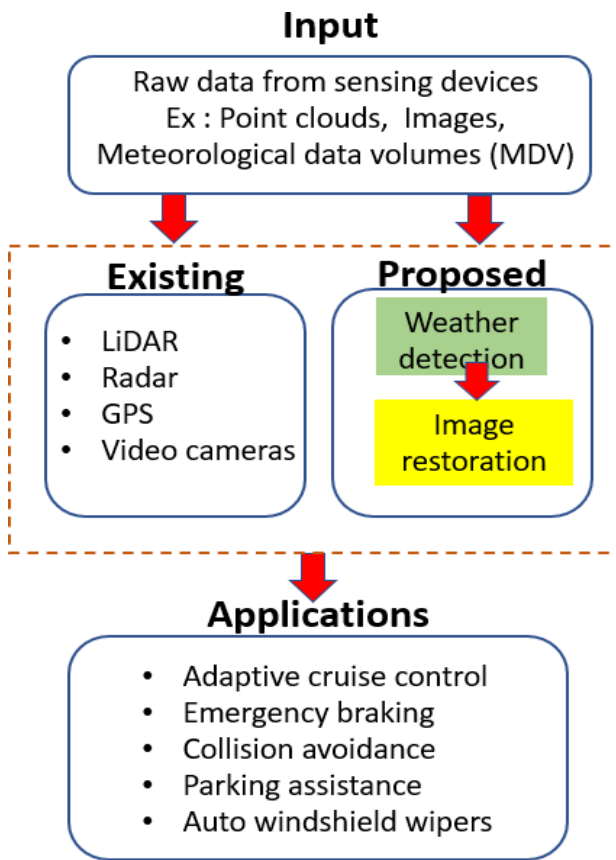 Input
Raw data from sensing devices
Ex : Point clouds, Images,
Meteorological data volumes (MDV)
Existing
• LiDAR
• Radar
• GPS
• Video cameras
Proposed
Weather
detection
Image
restoration
Applications
• Adaptive cruise control
• Emergency braking
• Collision avoidance
• Parking assistance
• Auto windshield wipers